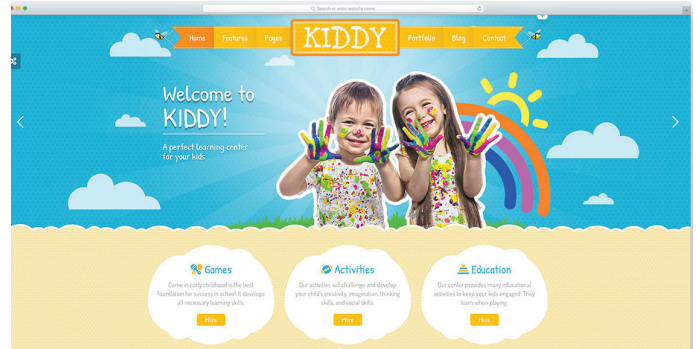 Search or enter website name
Home
Features
Pages
KIDDY
Portfolio
Blog
Contact
Welcome to
KIDDY!
A perfect learning center
for your kids
Games
Game in early childhood is the best
foundation for success in school. It develops
all necessary learning skills.
More
Activities
Our activities will challenge and develop
your child's creativity, imagination, thinking
skills, and social skills.
More
Education
Our center provides many educational
activities to keep your kids engaged. They
learn when playing.
More